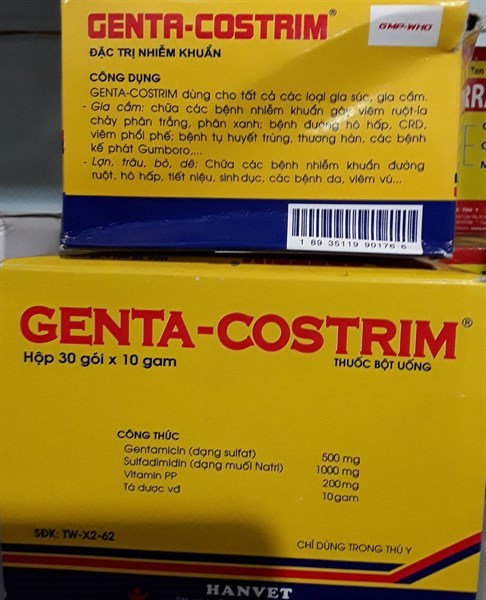 GENTA-COSTRIM®
GMP-WHO
ĐẶC TRỊ NHIỄM KHUẨN
CÔNG DỤNG
GENTA-COSTRIM dùng cho tất cả các loại gia súc, gia cầm.
- Gia cầm: chữa các bệnh nhiễm khuẩn gây viêm ruột-ỉa
chảy phân trắng, phân xanh; bệnh đường hô hấp, CRD,
viêm phổi phế; bệnh tụ huyết trùng, thương hàn, các bệnh
kế phát Gumboro,...
- Lợn, trâu, bò, dê: Chữa các bệnh nhiễm khuẩn đường
ruột, hô hấp, tiết niệu, sinh dục, các bệnh da, viêm vú...
1 8 9 35119 90176 6
GENTA-COSTRIM®
Hộp 30 gói x 10 gam
THUỐC BỘT UỐNG
CÔNG THỨC
Gentamicin (dạng sulfat) 500 mg
Sulfadimidin (dạng muối Natri) 1000 mg
Vitamin PP 200mg
Tá dược vđ 10gam
SĐK: TW-X2-62
CHỈ DÙNG TRONG THÚ Y
HANVET